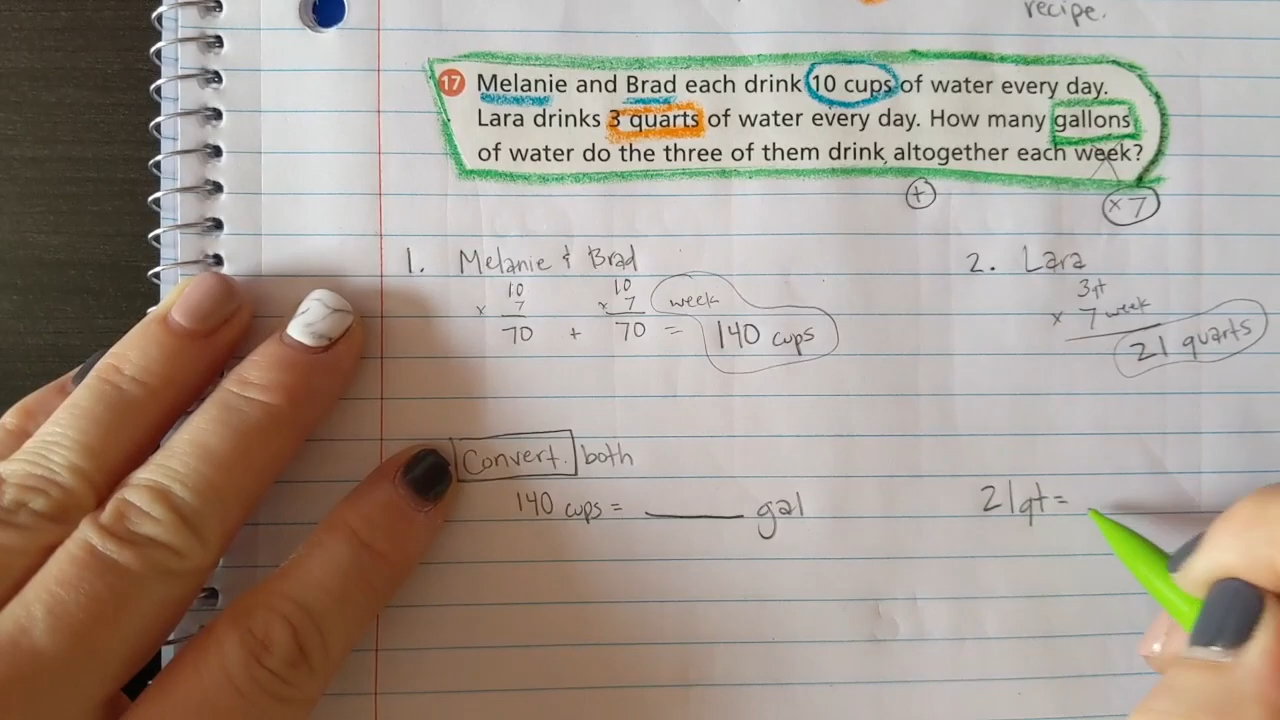 recipe.
17 Melanie and Brad each drink 10 cups of water every day.
Lara drinks 3 quarts of water every day. How many gallons
of water do the three of them drink altogether each week?
+
x 7
1. Melanie & Brad
10 10
x 7 x 7 week
70 + 70 = 140 cups
2. Lara
3qt
x 7 week
21 quarts
Convert. both
140 cups = ____ gal
21qt =